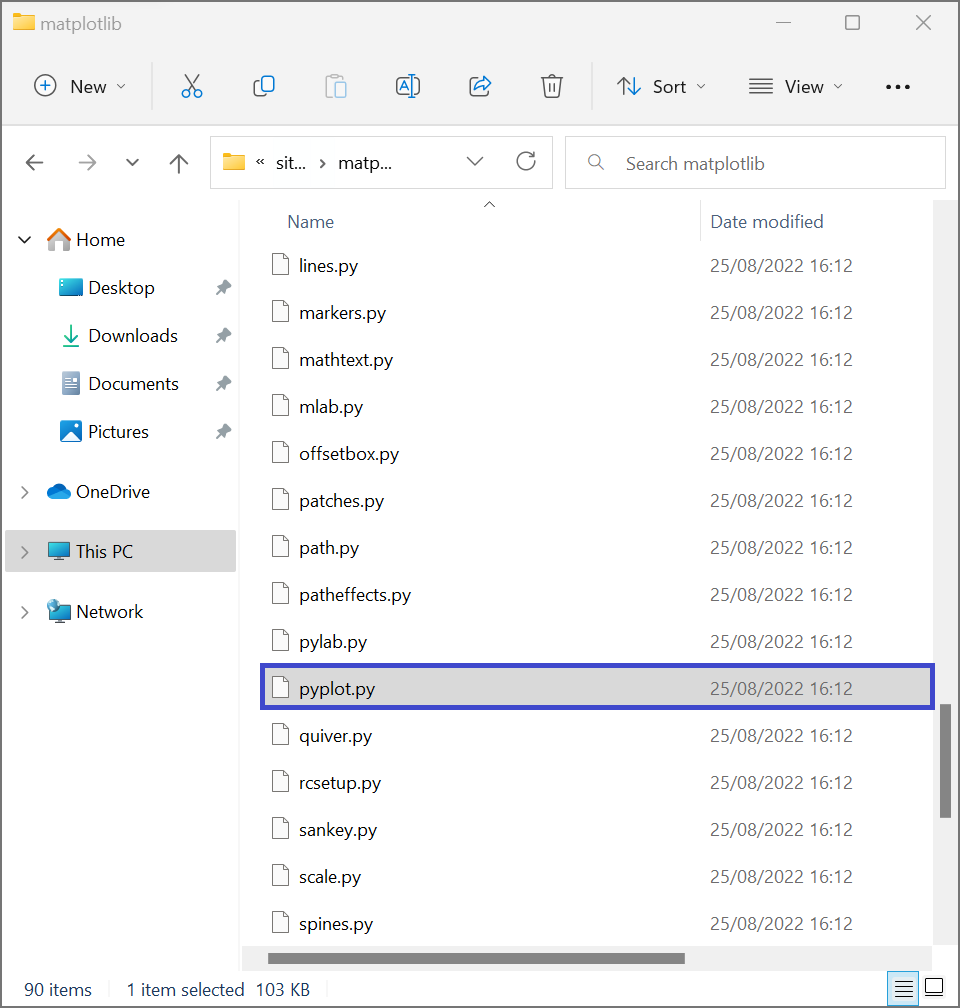 matplotlib
New
Sort
View
« sit... › matp...
Search matplotlib
Home
Desktop
Downloads
Documents
Pictures
OneDrive
This PC
Network
Name Date modified
lines.py 25/08/2022 16:12
markers.py 25/08/2022 16:12
mathtext.py 25/08/2022 16:12
mlab.py 25/08/2022 16:12
offsetbox.py 25/08/2022 16:12
patches.py 25/08/2022 16:12
path.py 25/08/2022 16:12
patheffects.py 25/08/2022 16:12
pylab.py 25/08/2022 16:12
pyplot.py 25/08/2022 16:12
quiver.py 25/08/2022 16:12
rcsetup.py 25/08/2022 16:12
sankey.py 25/08/2022 16:12
scale.py 25/08/2022 16:12
spines.py 25/08/2022 16:12
90 items 1 item selected 103 KB